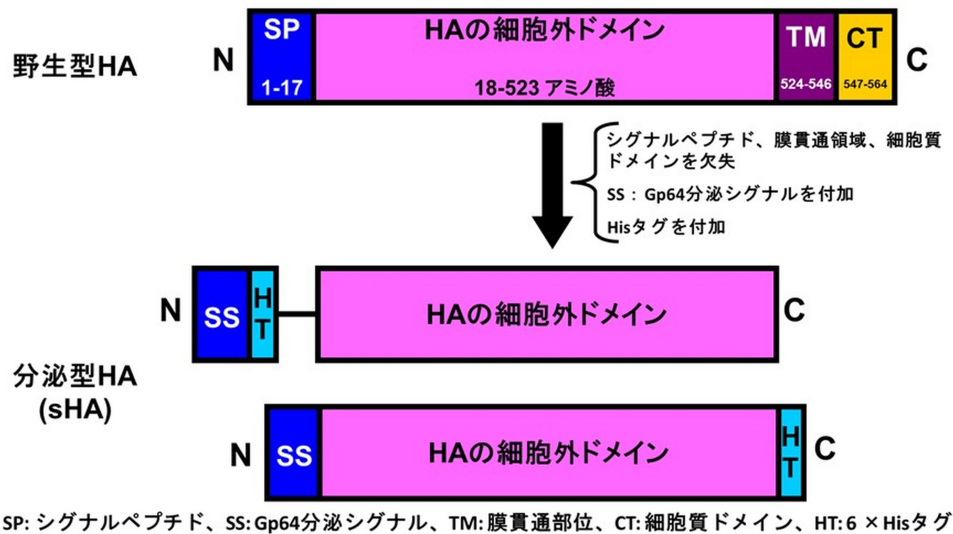 野生型HA
N
SP
1-17
HAの細胞外ドメイン
18-523 アミノ酸
TM
524-546
CT
547-564
C
シグナルペプチド、膜貫通領域、細胞質
ドメインを欠失
SS：Gp64分泌シグナルを付加
Hisタグを付加
分泌型HA
(sHA)
N
SS
HT
HAの細胞外ドメイン
C
N
SS
HAの細胞外ドメイン
HT
C
SP: シグナルペプチド、SS: Gp64分泌シグナル、TM: 膜貫通部位、CT: 細胞質ドメイン、HT: 6 × Hisタグ